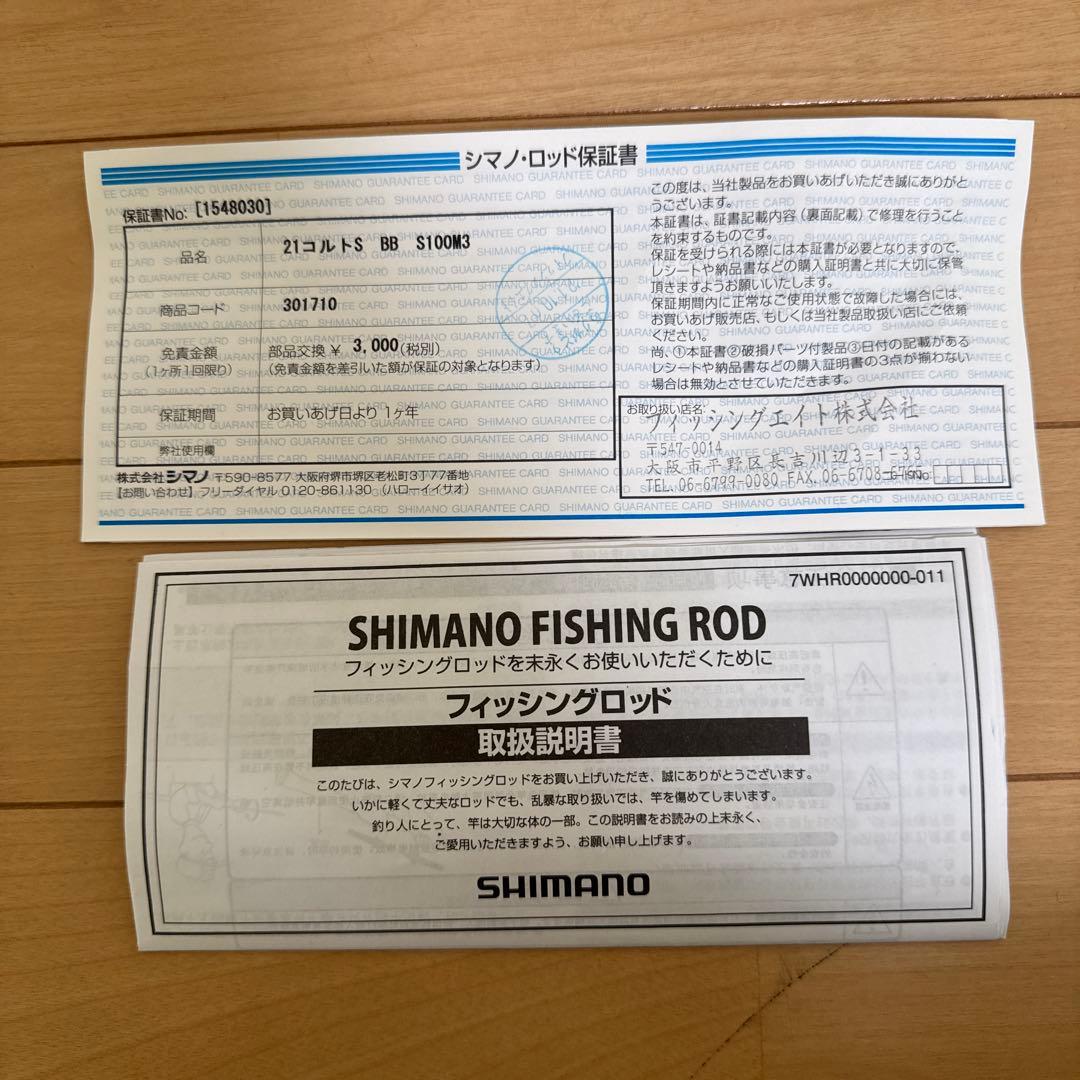 シマノ・ロッド保証書
保証書No: [1548030]
品名
21コルトS BB S100M3
商品コード
301710
免責金額
(1ヶ所1回限り)
部品交換 ¥ 3,000(税別)
(免責金額を差引いた額が保証の対象となります)
保証期間
お買いあげ日より 1ヶ年
弊社使用欄
株式会社シマノ 〒590-8577 大阪府堺市堺区老松町3丁77番地
【お問い合わせ】フリーダイヤル 0120-861130 (ハローイイサオ)
この度は、当社製品をお買いあげいただき誠にありがと
うございます。
本証書は、証書記載内容(裏面記載)で修理を行うこと
を約束するものです。
保証を受けられる際には本証書が必要となりますので、
レシートや納品書などの購入証明書と共に大切に保管
頂きますようお願いいたします。
保証期間内に正常なご使用状態で故障した場合には、
お買いあげ販売店、もしくは当社製品取扱い店にご依頼
ください。
尚、①本証書②破損パーツ付製品③日付の記載がある
レシートや納品書などの購入証明書の3点が揃わない
場合は無効とさせていただきます。
お取り扱い店名:
フィッシングエイト株式会社
〒547-0014
大阪市平野区長吉川辺3-1-33
TEL. 06-6799-0080 FAX. 06-6708-
SHIMANO GUARANTEE CARD
7WHR0000000-011
SHIMANO FISHING ROD
フィッシングロッドを末永くお使いいただくために
フィッシングロッド
取扱説明書
このたびは、シマノフィッシングロッドをお買い上げいただき、誠にありがとうございます。
いかに軽くて丈夫なロッドでも、乱暴な取り扱いでは、竿を傷めてしまいます。
釣り人にとって、竿は大切な体の一部。この説明書をお読みの上末永く、
ご愛用いただきますよう、お願い申し上げます。
SHIMANO